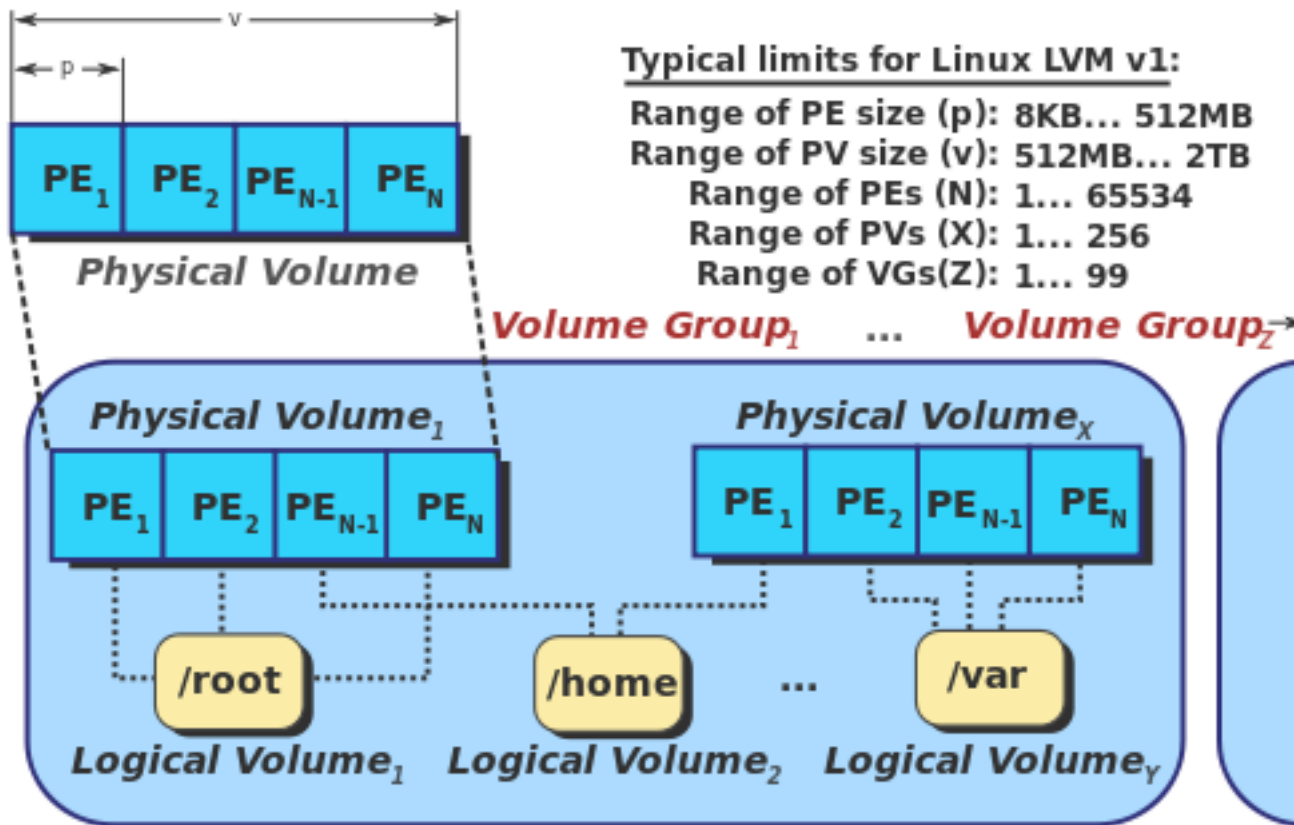 v
p
PE1 PE2 PEN-1 PEN
Physical Volume
Typical limits for Linux LVM v1:
Range of PE size (p): 8KB... 512MB
Range of PV size (v): 512MB... 2TB
Range of PEs (N): 1... 65534
Range of PVs (X): 1... 256
Range of VGs(Z): 1... 99
Volume Group1 ... Volume GroupZ
Physical Volume1 Physical VolumeX
PE1 PE2 PEN-1 PEN PE1 PE2 PEN-1 PEN
/root /home ... /var
Logical Volume1 Logical Volume2 Logical VolumeY